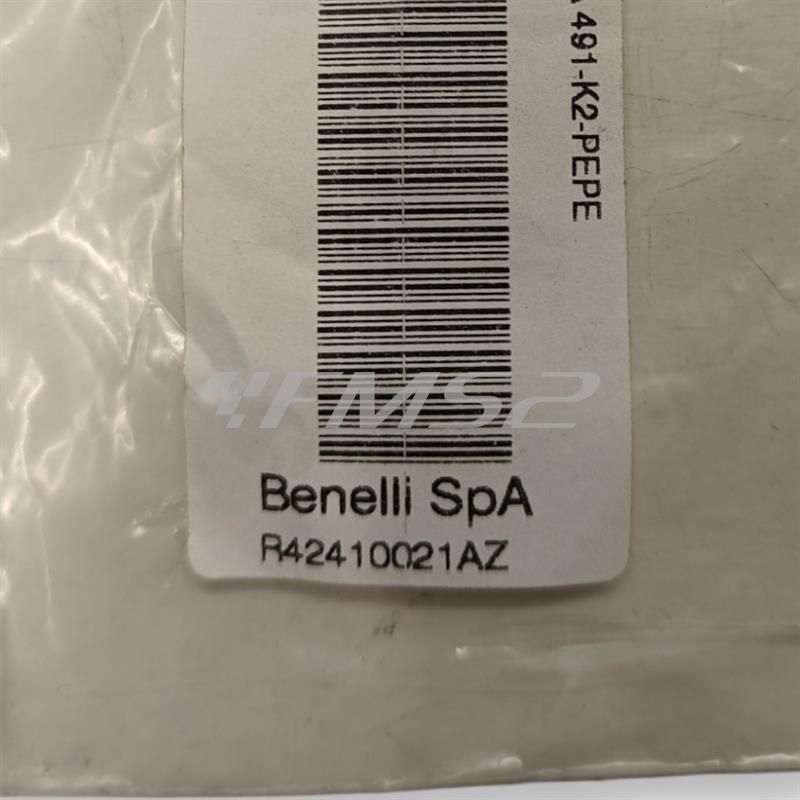 A 491-K2-PEPE
FMS2
Benelli SpA
R42410021AZ